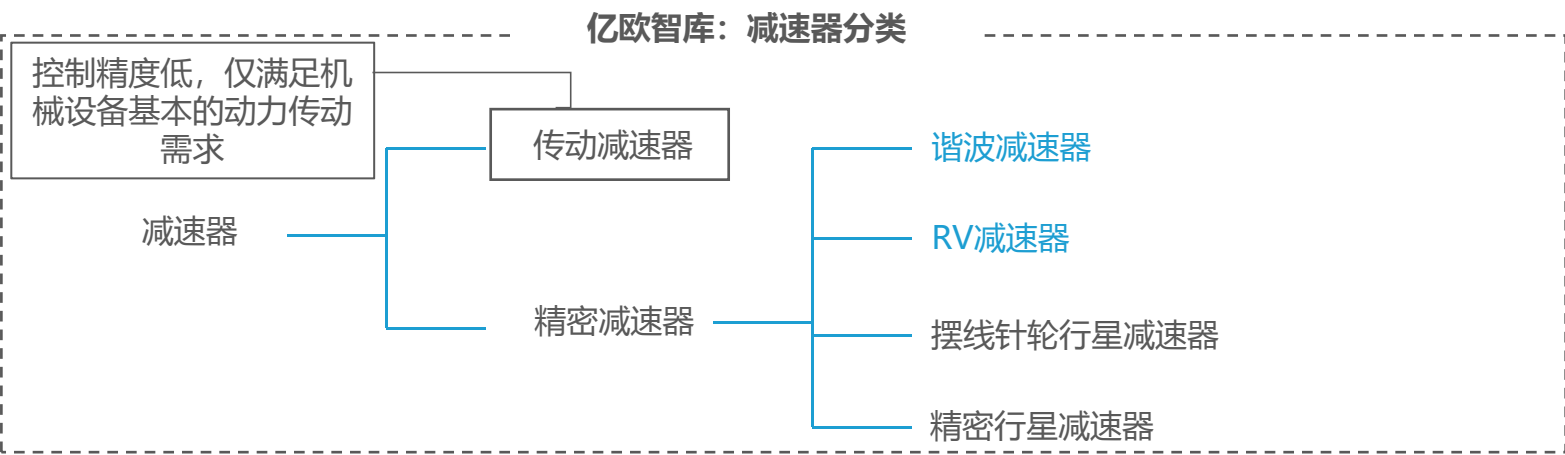 亿欧智库：减速器分类
控制精度低，仅满足机
械设备基本的动力传动
需求
传动减速器
谐波减速器
减速器
RV减速器
精密减速器
摆线针轮行星减速器
精密行星减速器